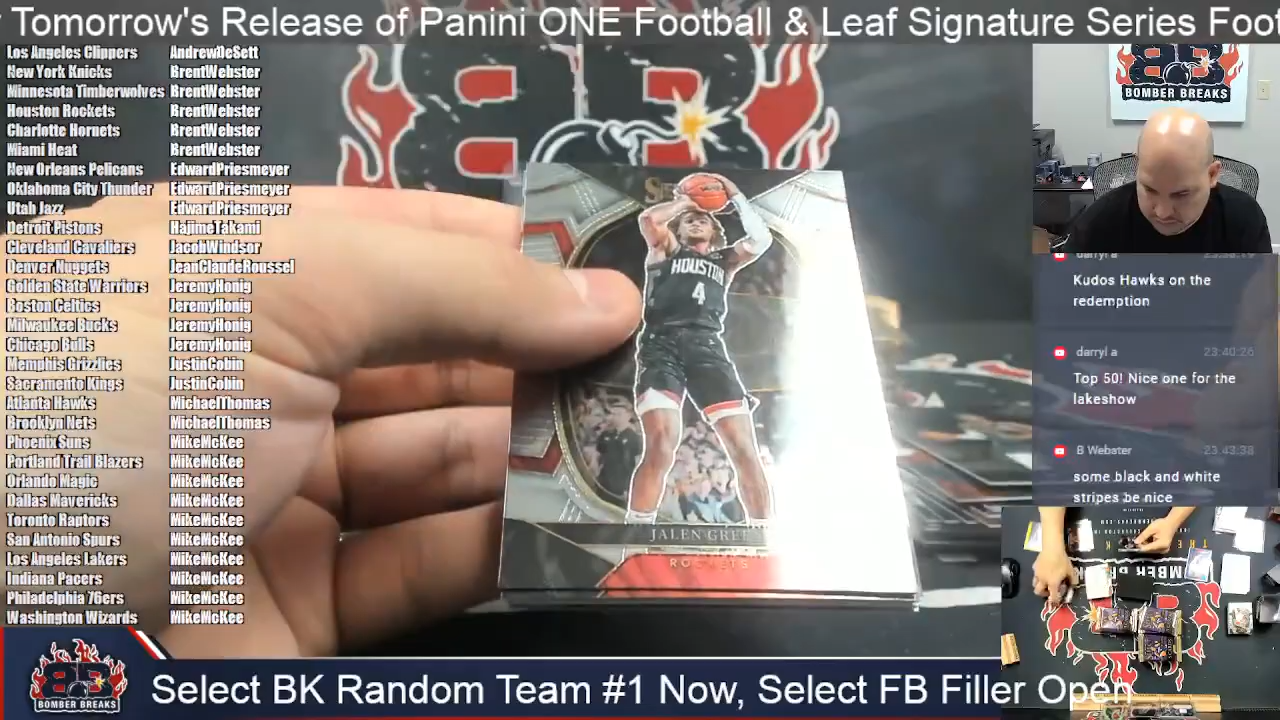 Tomorrow's Release of Panini ONE Football & Leaf Signature Series Foot
Los Angeles Clippers AndrewDeSett
New York Knicks BrentWebster
Minnesota Timberwolves BrentWebster
Houston Rockets BrentWebster
Charlotte Hornets BrentWebster
Miami Heat BrentWebster
New Orleans Pelicans EdwardPriesmeyer
Oklahoma City Thunder EdwardPriesmeyer
Utah Jazz EdwardPriesmeyer
Detroit Pistons HajimeTakami
Cleveland Cavaliers JacobWindsor
Denver Nuggets JeanClaudeRoussel
Golden State Warriors JeremyHonig
Boston Celtics JeremyHonig
Milwaukee Bucks JeremyHonig
Chicago Bulls JeremyHonig
Memphis Grizzlies JustinCobin
Sacramento Kings JustinCobin
Atlanta Hawks MichaelThomas
Brooklyn Nets MichaelThomas
Phoenix Suns MikeMcKee
Portland Trail Blazers MikeMcKee
Orlando Magic MikeMcKee
Dallas Mavericks MikeMcKee
Toronto Raptors MikeMcKee
San Antonio Spurs MikeMcKee
Los Angeles Lakers MikeMcKee
Indiana Pacers MikeMcKee
Philadelphia 76ers MikeMcKee
Washington Wizards MikeMcKee
HOUSTON
4
JALEN GREE
ROCKETS
BOMBER BREAKS
darryl a
Kudos Hawks on the
redemption
darryl a 23:40:26
Top 50! Nice one for the
lakeshow
B Webster 23:43:38
some black and white
stripes be nice
BOMBER BREAKS
Select BK Random Team #1 Now, Select FB Filler Open